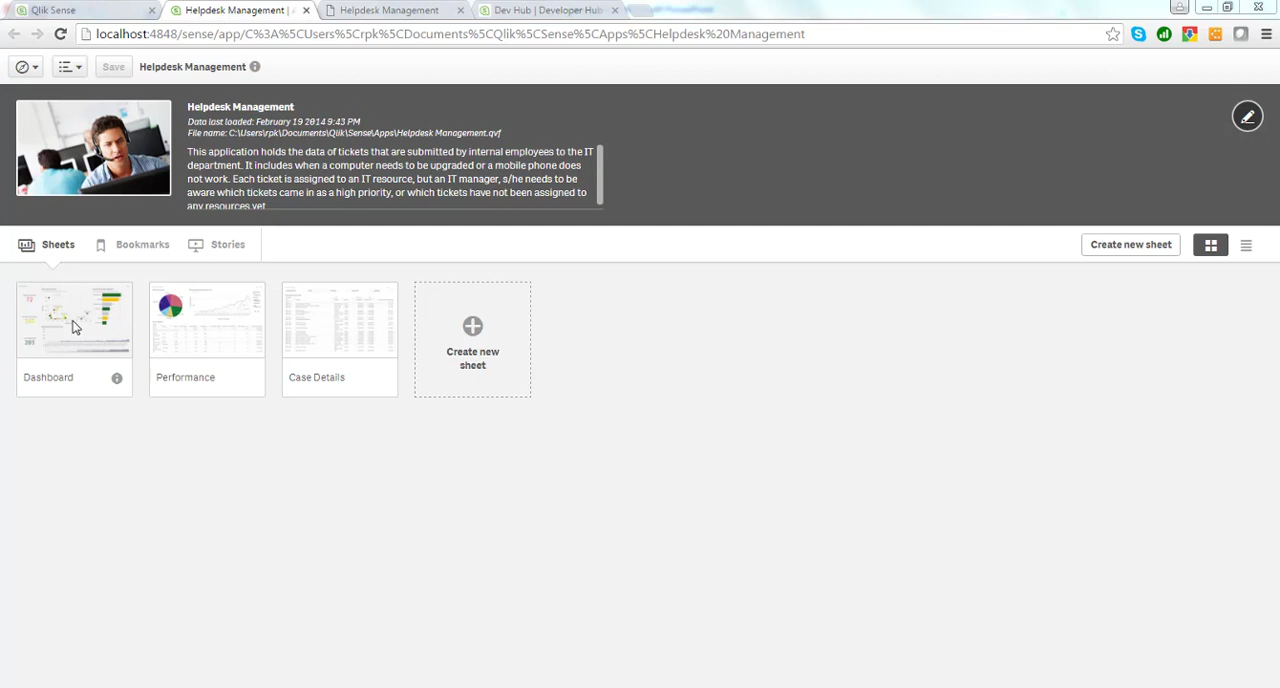 Qlik Sense
Helpdesk Management | A
Helpdesk Management
Dev Hub | Developer Hub
localhost:4848/sense/app/C%3A%5CUsers%5Crpk%5CDocuments%5CQlik%5CSense%5CApps%5CHelpdesk%20Management
Save
Helpdesk Management
Helpdesk Management
Data last loaded: February 19 2014 9:43 PM
File name: C:\Users\rpk\Documents\Qlik\Sense\Apps\Helpdesk Management.qvf
This application holds the data of tickets that are submitted by internal employees to the IT
department. It includes when a computer needs to be upgraded or a mobile phone does
not work. Each ticket is assigned to an IT resource, but an IT manager, s/he needs to be
aware which tickets came in as a high priority, or which tickets have not been assigned to
any resources yet
Sheets
Bookmarks
Stories
Create new sheet
Dashboard
Performance
Case Details
Create new
sheet